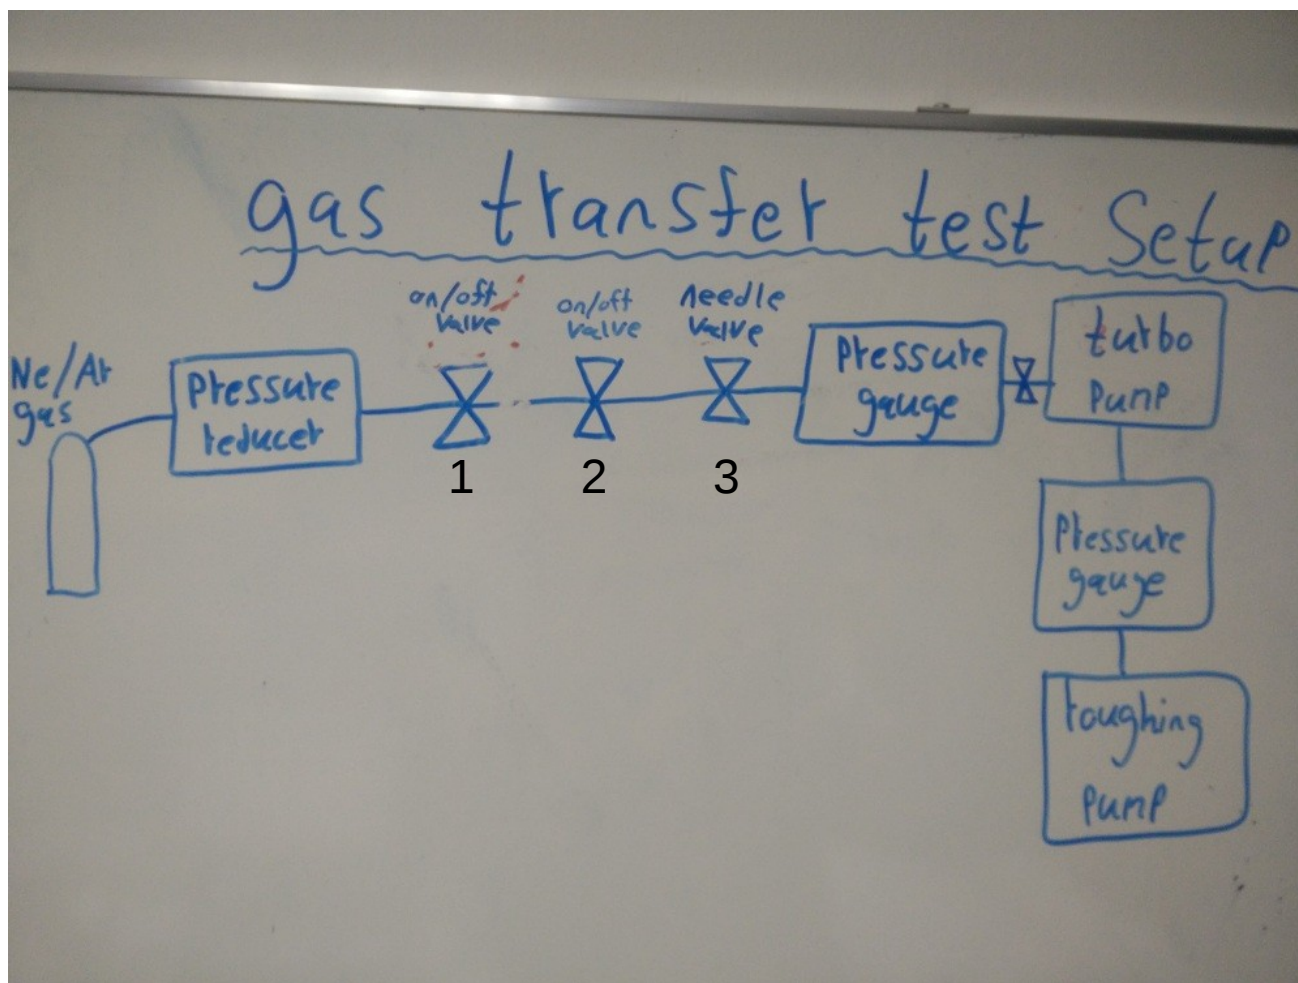 gas transfer test Setup
on/off
valve
on/off
valve
needle
valve
Ne/Ar
gas
Pressure
reducer
Pressure
gauge
turbo
Pump
1
2
3
Pressure
gauge
roughing
Pump